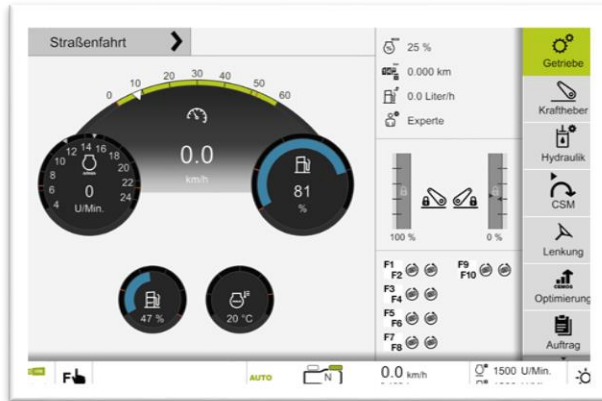 Straßenfahrt
0 10 20 30 40 50 60
0.0
km/h
4 6 8 10 12 14 16 18 20 22 24
0
U/Min.
81
%
47 %
20 °C
25 %
0.000 km
0.0 Liter/h
Experte
100 %
0 %
F1
F2
F9
F10
F3
F4
F5
F6
F7
F8
Getriebe
Kraftheber
Hydraulik
CSM
Lenkung
CEMOS
Optimierung
Auftrag
F
AUTO
N
0.0 km/h
1500 U/Min.